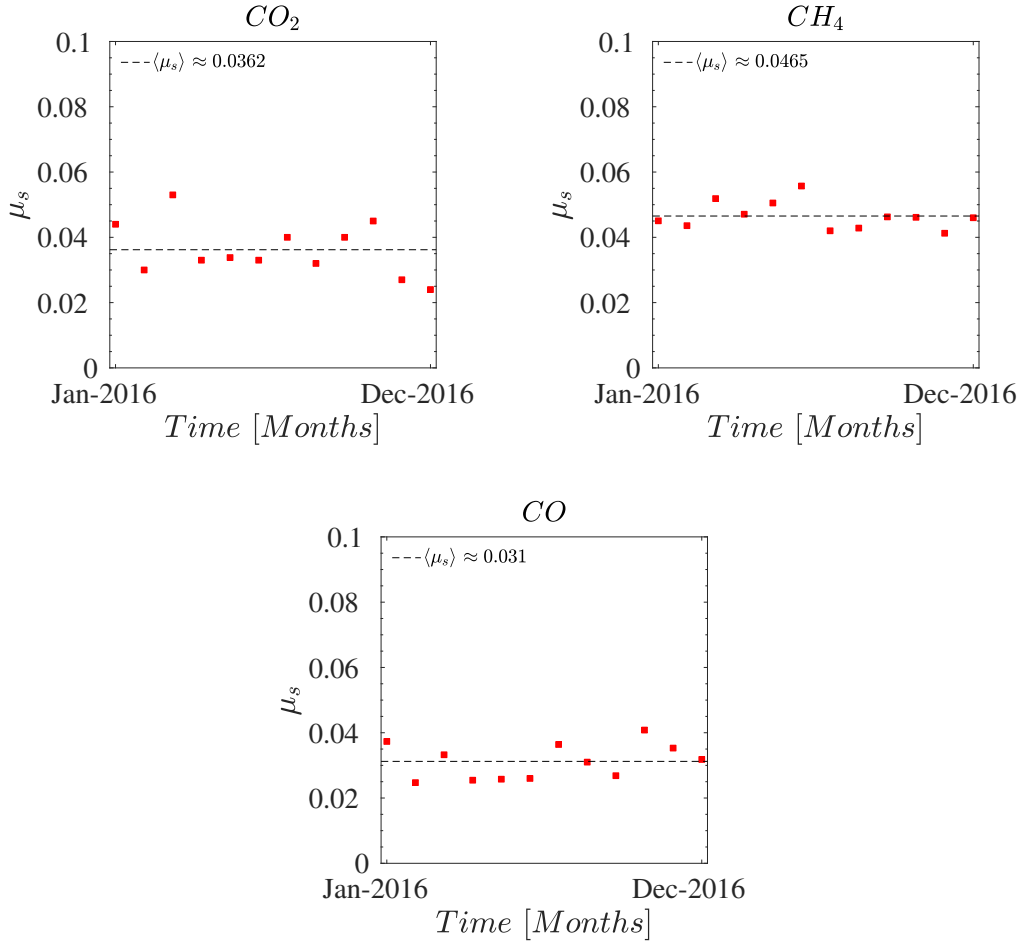 CO₂
0.1
0.08
0.06
0.04
0.02
0
μₛ
⟨μₛ⟩ ≈ 0.0362
Jan-2016 Dec-2016
Time [Months]
CH₄
0.1
0.08
0.06
0.04
0.02
0
μₛ
⟨μₛ⟩ ≈ 0.0465
Jan-2016 Dec-2016
Time [Months]
CO
0.1
0.08
0.06
0.04
0.02
0
μₛ
⟨μₛ⟩ ≈ 0.031
Jan-2016 Dec-2016
Time [Months]